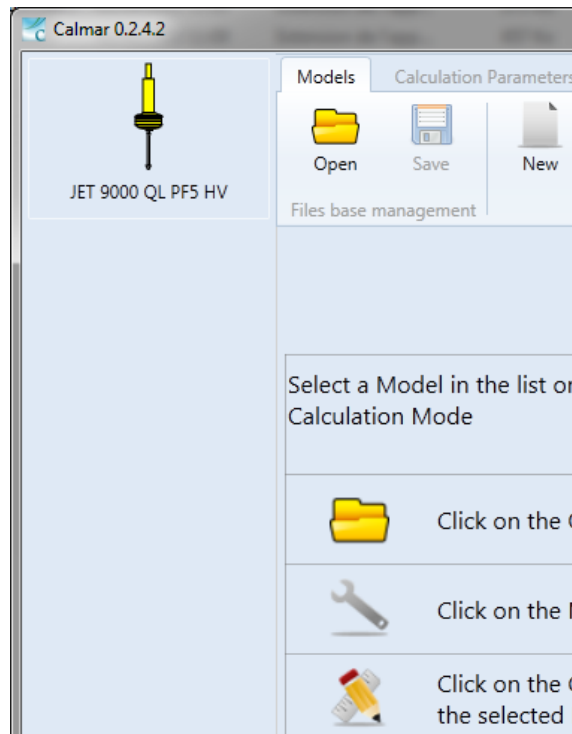 Calmar 0.2.4.2
JET 9000 QL PF5 HV
Models
Calculation Parameters
Open
Save
New
Files base management
Select a Model in the list or
Calculation Mode
Click on the
Click on the
Click on the
the selected